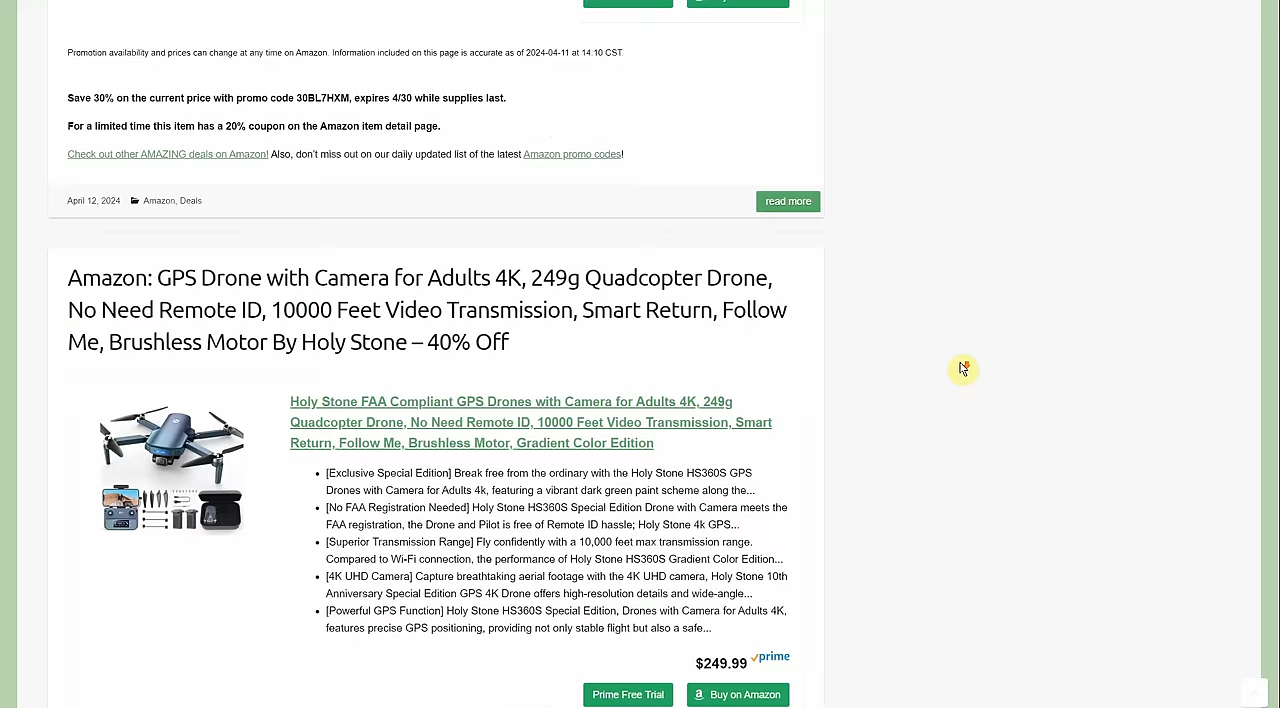 Promotion availability and prices can change at any time on Amazon. Information included on this page is accurate as of 2024-04-11 at 14:10 CST.
Save 30% on the current price with promo code 30BL7HXM, expires 4/30 while supplies last.
For a limited time this item has a 20% coupon on the Amazon item detail page.
Check out other AMAZING deals on Amazon! Also, don't miss out on our daily updated list of the latest Amazon promo codes!
April 12, 2024 Amazon, Deals
read more
Amazon: GPS Drone with Camera for Adults 4K, 249g Quadcopter Drone,
No Need Remote ID, 10000 Feet Video Transmission, Smart Return, Follow
Me, Brushless Motor By Holy Stone – 40% Off
Holy Stone FAA Compliant GPS Drones with Camera for Adults 4K, 249g
Quadcopter Drone, No Need Remote ID, 10000 Feet Video Transmission, Smart
Return, Follow Me, Brushless Motor, Gradient Color Edition
• [Exclusive Special Edition] Break free from the ordinary with the Holy Stone HS360S GPS
Drones with Camera for Adults 4k, featuring a vibrant dark green paint scheme along the...
• [No FAA Registration Needed] Holy Stone HS360S Special Edition Drone with Camera meets the
FAA registration, the Drone and Pilot is free of Remote ID hassle; Holy Stone 4k GPS...
• [Superior Transmission Range] Fly confidently with a 10,000 feet max transmission range.
Compared to Wi-Fi connection, the performance of Holy Stone HS360S Gradient Color Edition...
• [4K UHD Camera] Capture breathtaking aerial footage with the 4K UHD camera, Holy Stone 10th
Anniversary Special Edition GPS 4K Drone offers high-resolution details and wide-angle...
• [Powerful GPS Function] Holy Stone HS360S Special Edition, Drones with Camera for Adults 4K,
features precise GPS positioning, providing not only stable flight but also a safe...
$249.99 prime
Prime Free Trial
Buy on Amazon